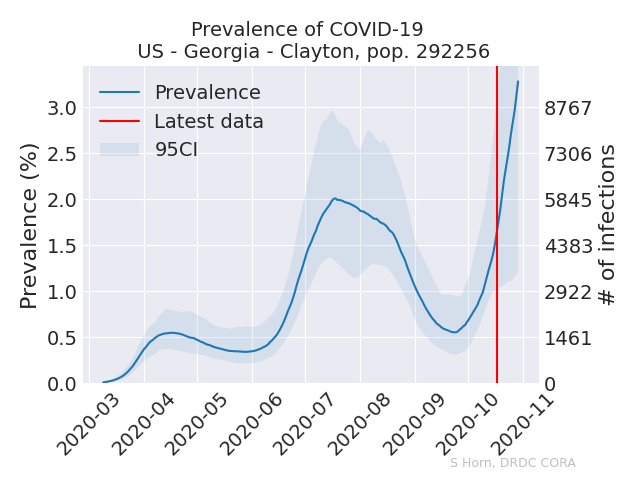 Prevalence of COVID-19
US - Georgia - Clayton, pop. 292256
Prevalence
Latest data
95CI
Prevalence (%)
3.0
2.5
2.0
1.5
1.0
0.5
0.0
8767
7306
5845
4383
2922
1461
0
# of infections
2020-03
2020-04
2020-05
2020-06
2020-07
2020-08
2020-09
2020-10
2020-11
S Horn, DRDC CORA